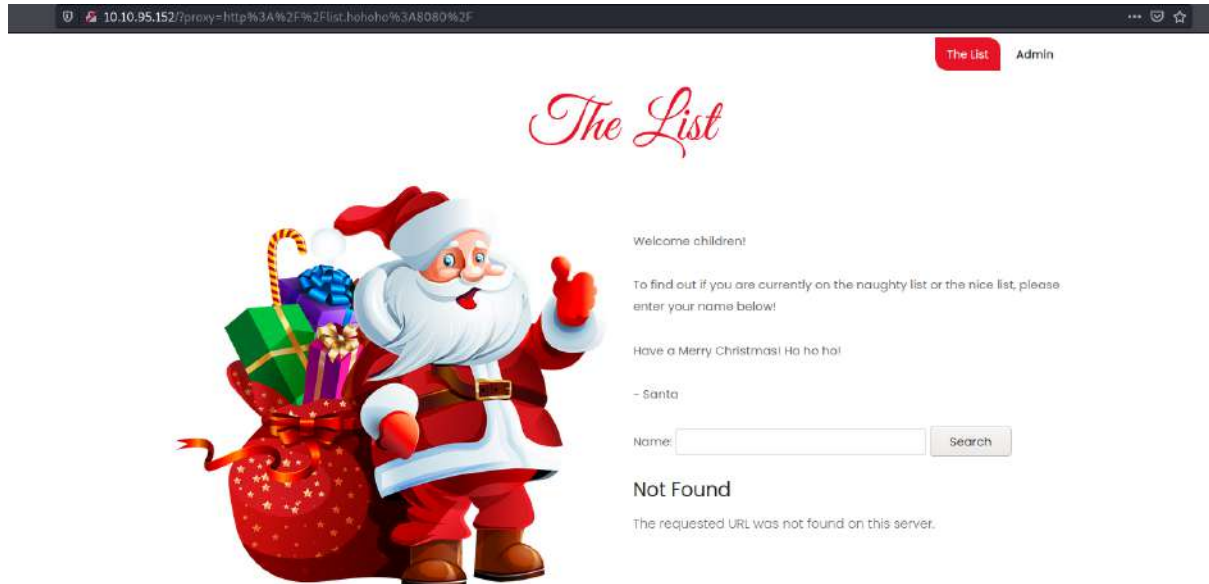 10.10.95.152/?proxy=http%3A%2F%2Flist.hohoho%3A8080%2F
The List
Admin
The List
Welcome children!
To find out if you are currently on the naughty list or the nice list, please
enter your name below!
Have a Merry Christmas! Ho ho ho!
- Santa
Name:
Search
Not Found
The requested URL was not found on this server.